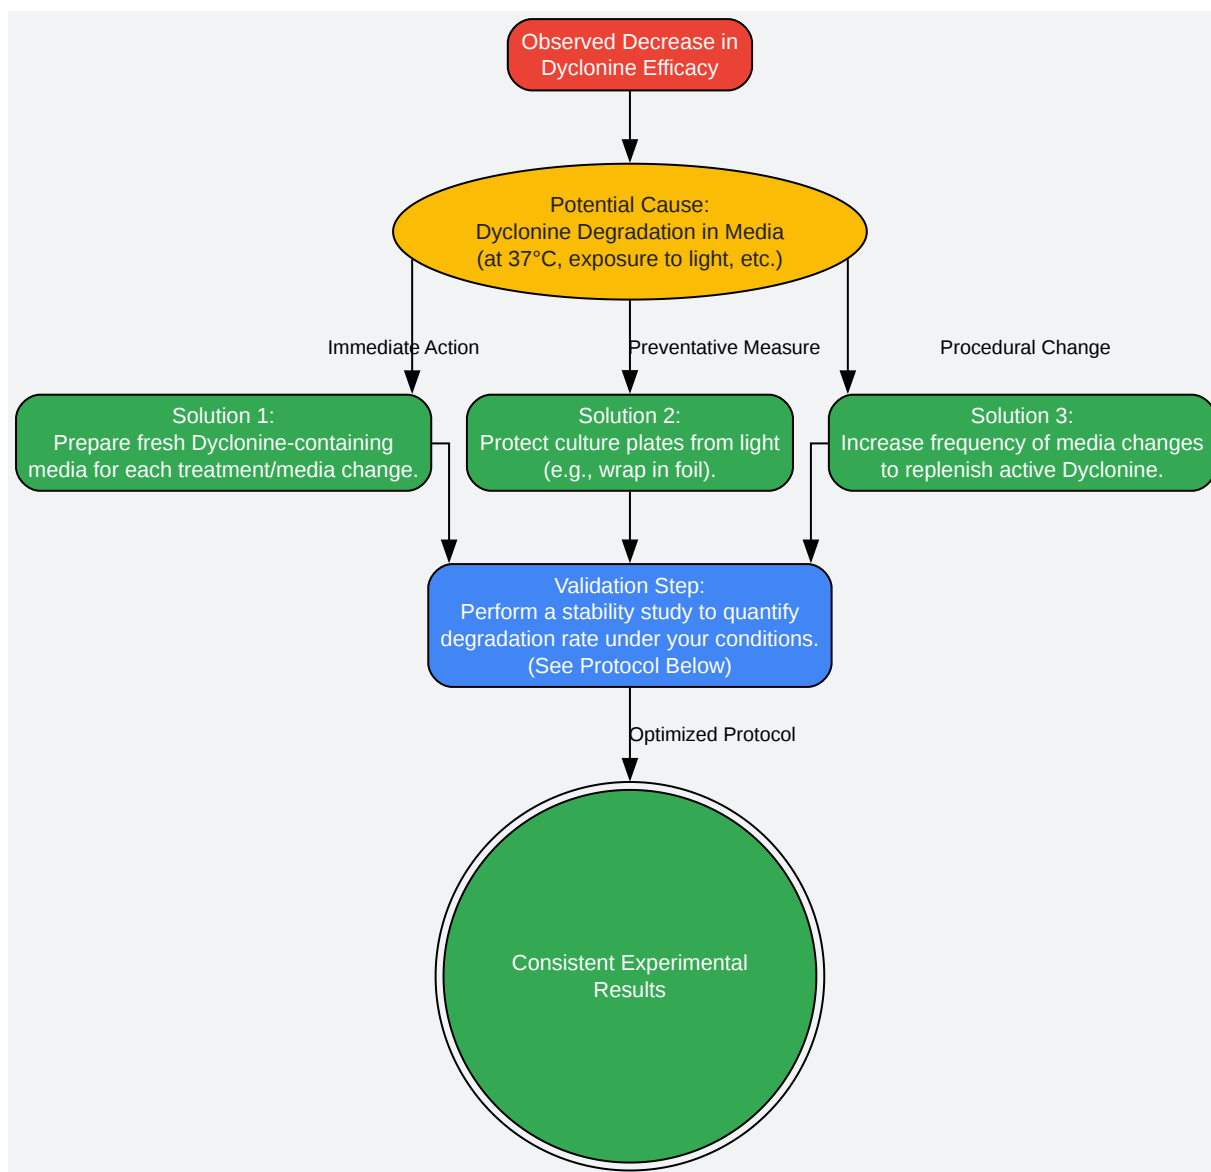 Observed Decrease in
Dyclonine Efficacy
Potential Cause:
Dyclonine Degradation in Media
(at 37°C, exposure to light, etc.)
Immediate Action
Preventative Measure
Procedural Change
Solution 1:
Prepare fresh Dyclonine-containing
media for each treatment/media change.
Solution 2:
Protect culture plates from light
(e.g., wrap in foil).
Solution 3:
Increase frequency of media changes
to replenish active Dyclonine.
Validation Step:
Perform a stability study to quantify
degradation rate under your conditions.
(See Protocol Below)
Optimized Protocol
Consistent Experimental
Results